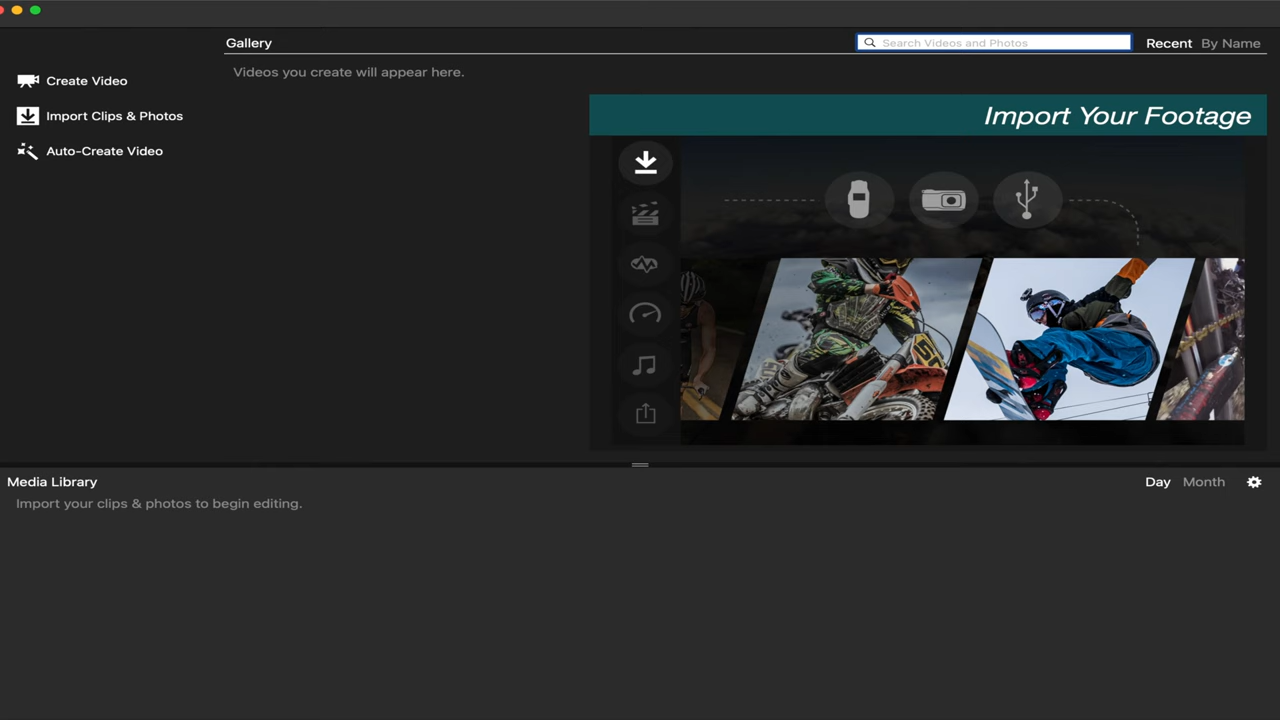 Gallery
Search Videos and Photos
Recent By Name
Create Video
Import Clips & Photos
Auto-Create Video
Videos you create will appear here.
Import Your Footage
Media Library
Day Month
Import your clips & photos to begin editing.